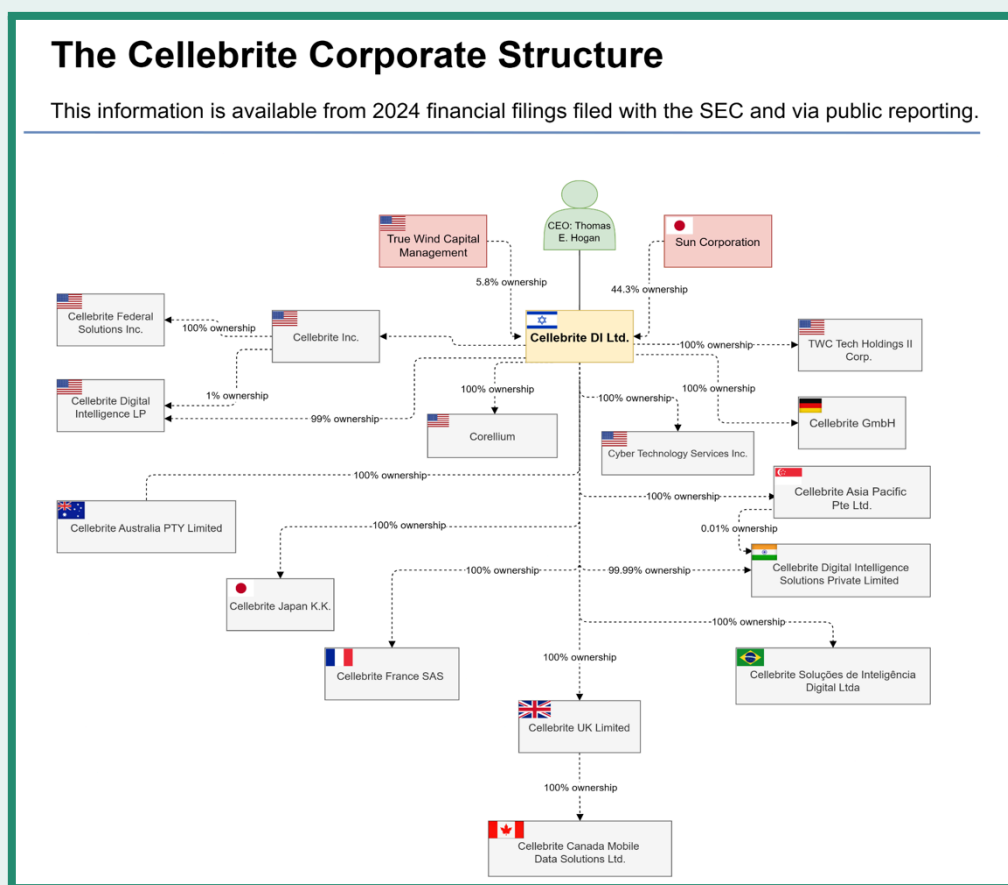 The Cellebrite Corporate Structure
This information is available from 2024 financial filings filed with the SEC and via public reporting.
CEO: Thomas
E. Hogan
True Wind Capital
Management
Sun Corporation
5.8% ownership
44.3% ownership
Cellebrite Federal
Solutions Inc.
100% ownership
Cellebrite Inc.
Cellebrite DI Ltd.
100% ownership
TWC Tech Holdings II
Corp.
Cellebrite Digital
Intelligence LP
1% ownership
99% ownership
100% ownership
Corellium
100% ownership
Cyber Technology Services Inc.
100% ownership
Cellebrite GmbH
100% ownership
Cellebrite Australia PTY Limited
100% ownership
Cellebrite Asia Pacific
Pte Ltd.
0.01% ownership
100% ownership
Cellebrite Japan K.K.
100% ownership
99.99% ownership
Cellebrite Digital Intelligence
Solutions Private Limited
Cellebrite France SAS
100% ownership
Cellebrite Soluções de Inteligência
Digital Ltda
Cellebrite UK Limited
100% ownership
Cellebrite Canada Mobile
Data Solutions Ltd.